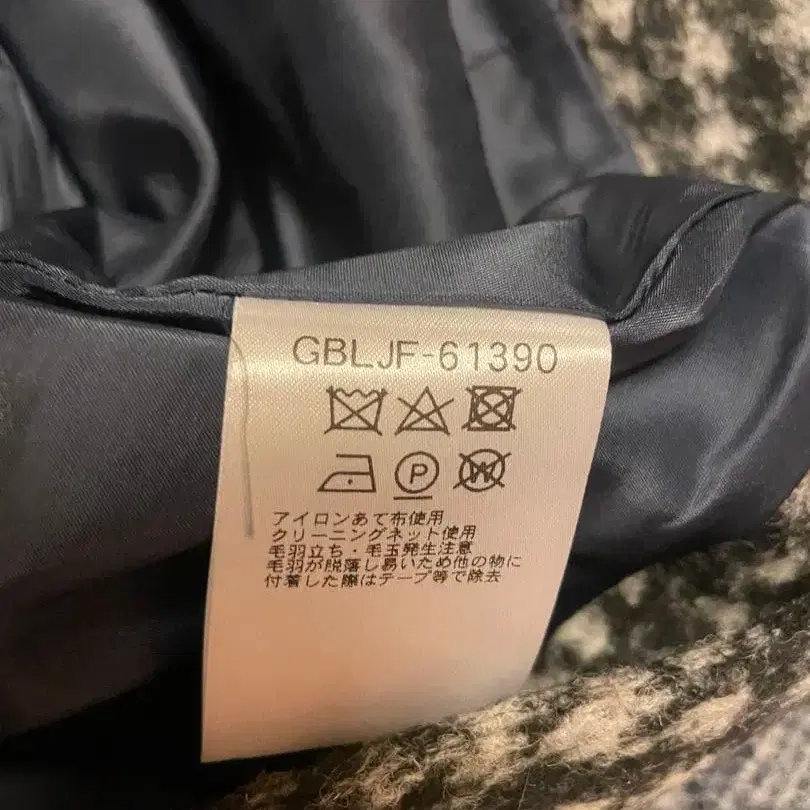 GBLJF-61390
P
W
アイロンあて布使用
クリーニングネット使用
毛羽立ち・毛玉発生注意
毛羽が脱落し易いため他の物に
付着した際はテープ等で除去